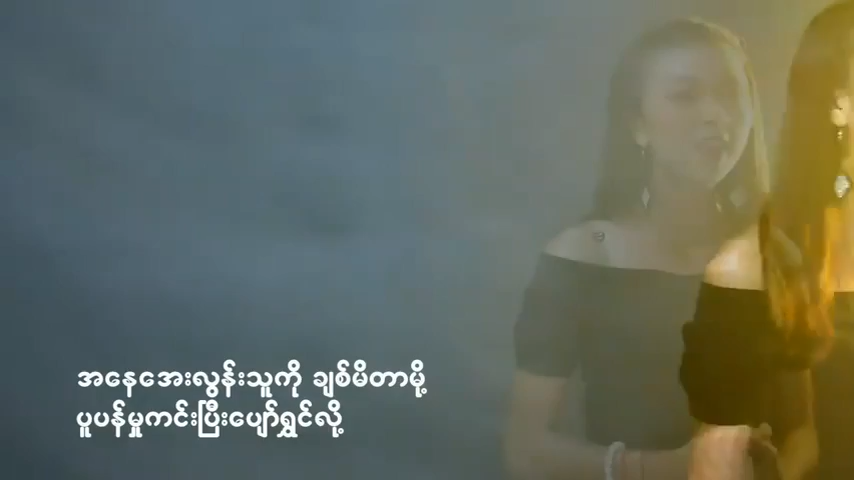 အနေအေးလွန်းသူကို ချစ်မိတာမို့
ပူပန်မှုကင်းပြီးပျော်ရွှင်လို့